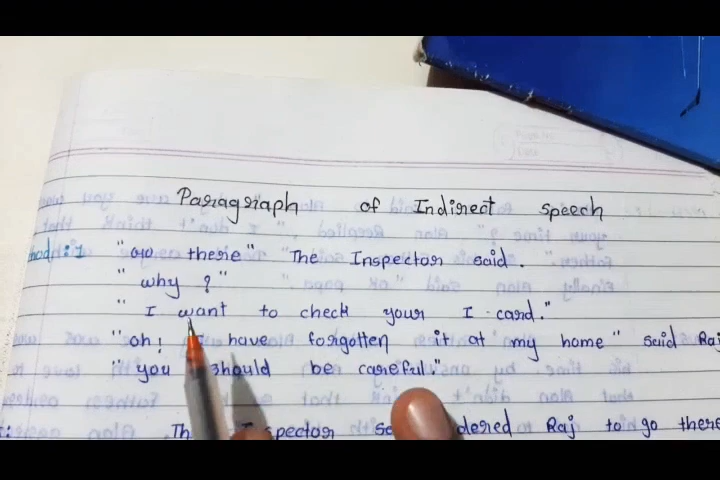 Paragraph of Indirect speech
"Go there" The Inspector said.
"why ?"
"I want to check your I card."
"oh! I have forgotten it at my home" said Raj
"you should be careful."
The Inspector dered Raj to go there